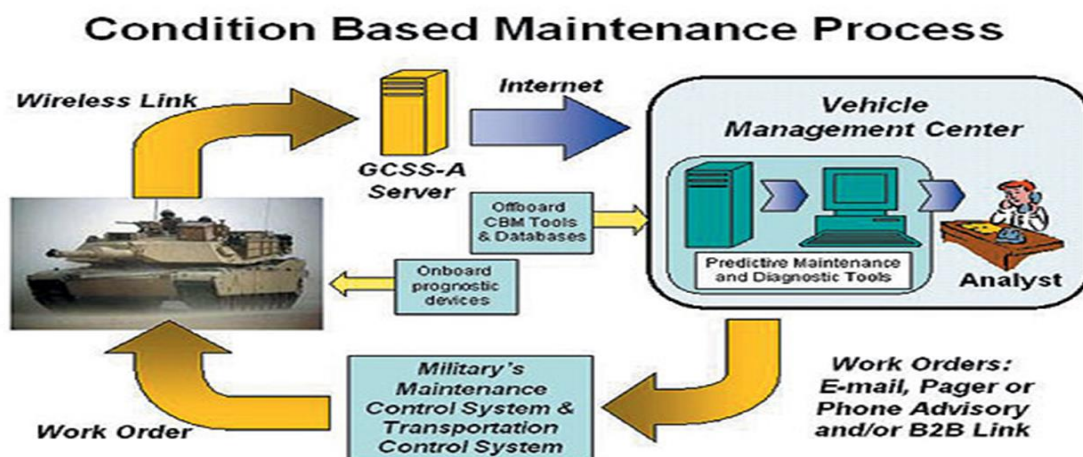 Condition Based Maintenance Process
Wireless Link
GCSS-A
Server
Internet
Vehicle
Management Center
Offboard
CBM Tools
& Databases
Onboard
prognostic
devices
Predictive Maintenance
and Diagnostic Tools
Analyst
Military's
Maintenance
Control System &
Transportation
Control System
Work Order
Work Orders:
E-mail, Pager or
Phone Advisory
and/or B2B Link